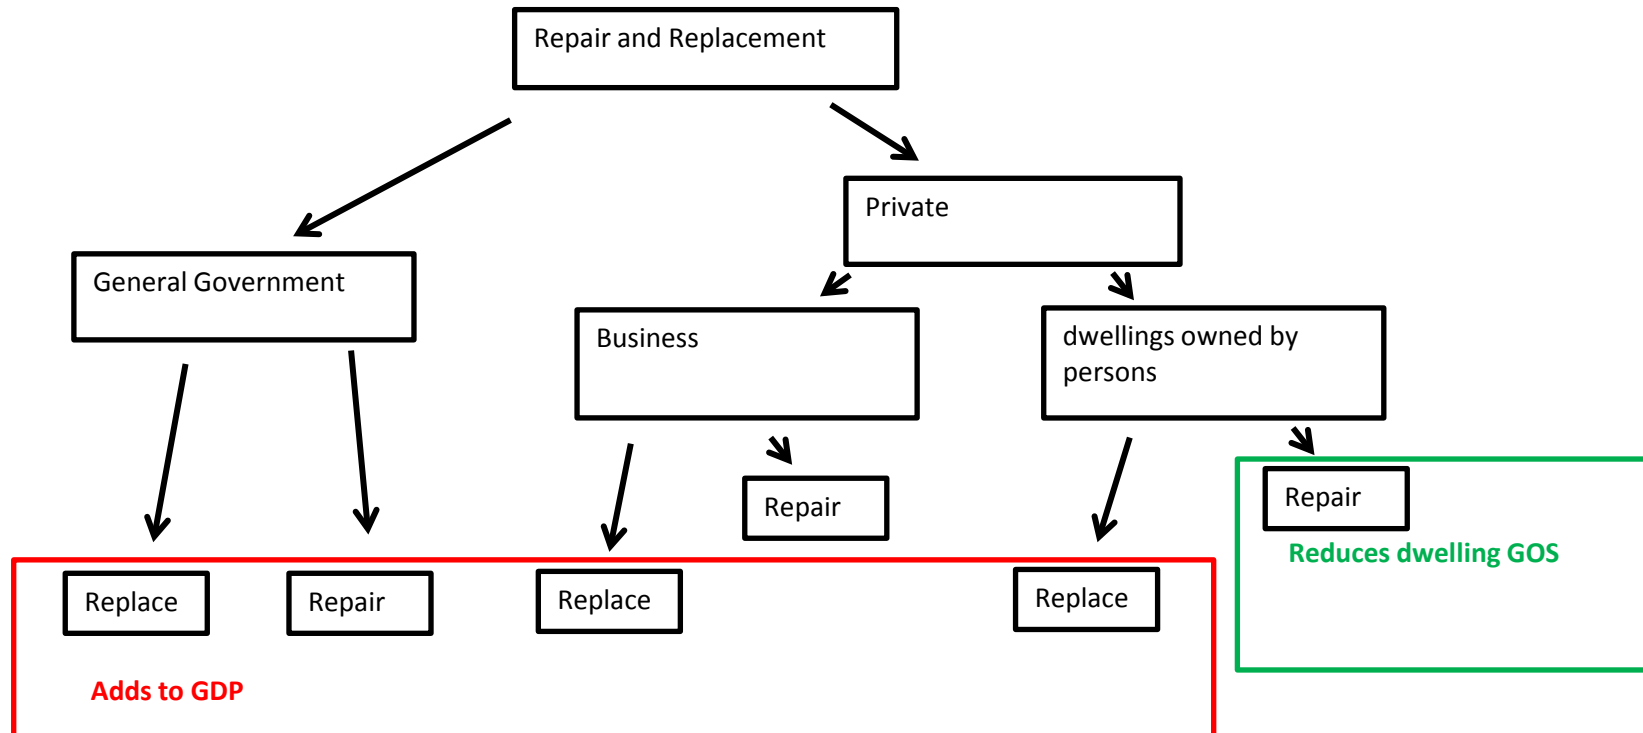 Repair and Replacement
Private
General Government
Business
dwellings owned by
persons
Repair
Repair
Reduces dwelling GOS
Replace
Repair
Replace
Replace
Adds to GDP